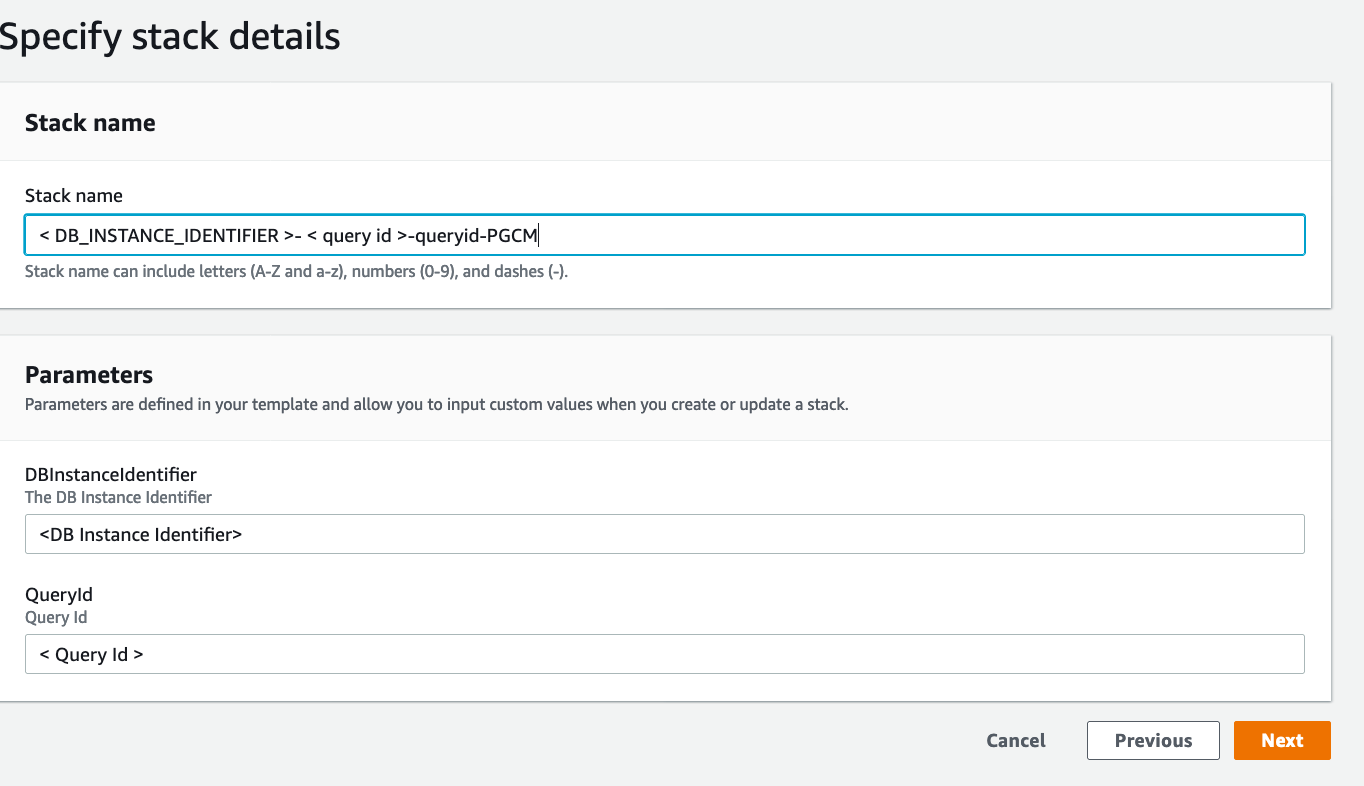 Specify stack details
Stack name
Stack name
< DB_INSTANCE_IDENTIFIER >- < query id >-queryid-PGCM
Stack name can include letters (A-Z and a-z), numbers (0-9), and dashes (-).
Parameters
Parameters are defined in your template and allow you to input custom values when you create or update a stack.
DBInstanceIdentifier
The DB Instance Identifier
<DB Instance Identifier>
QueryId
Query Id
< Query Id >
Cancel Previous Next